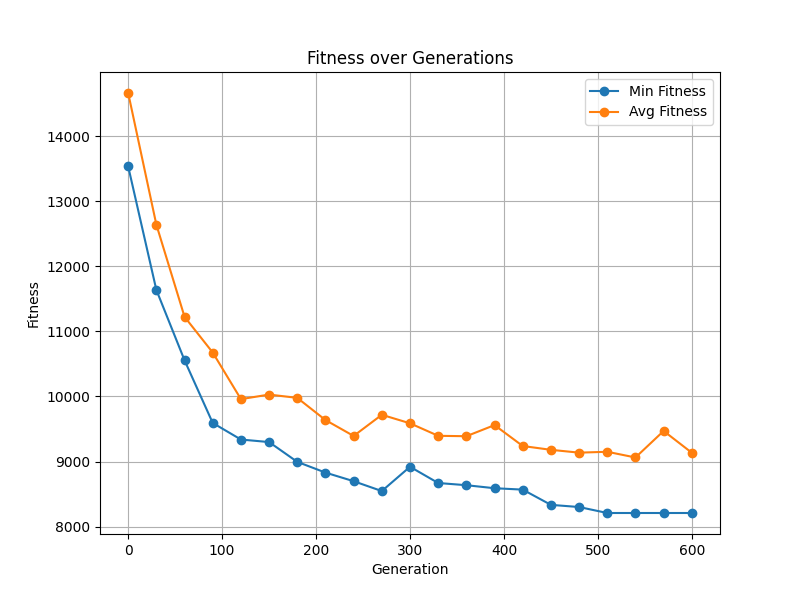 Fitness over Generations
Min Fitness
Avg Fitness
14000
13000
12000
11000
10000
9000
8000
Fitness
0 100 200 300 400 500 600
Generation